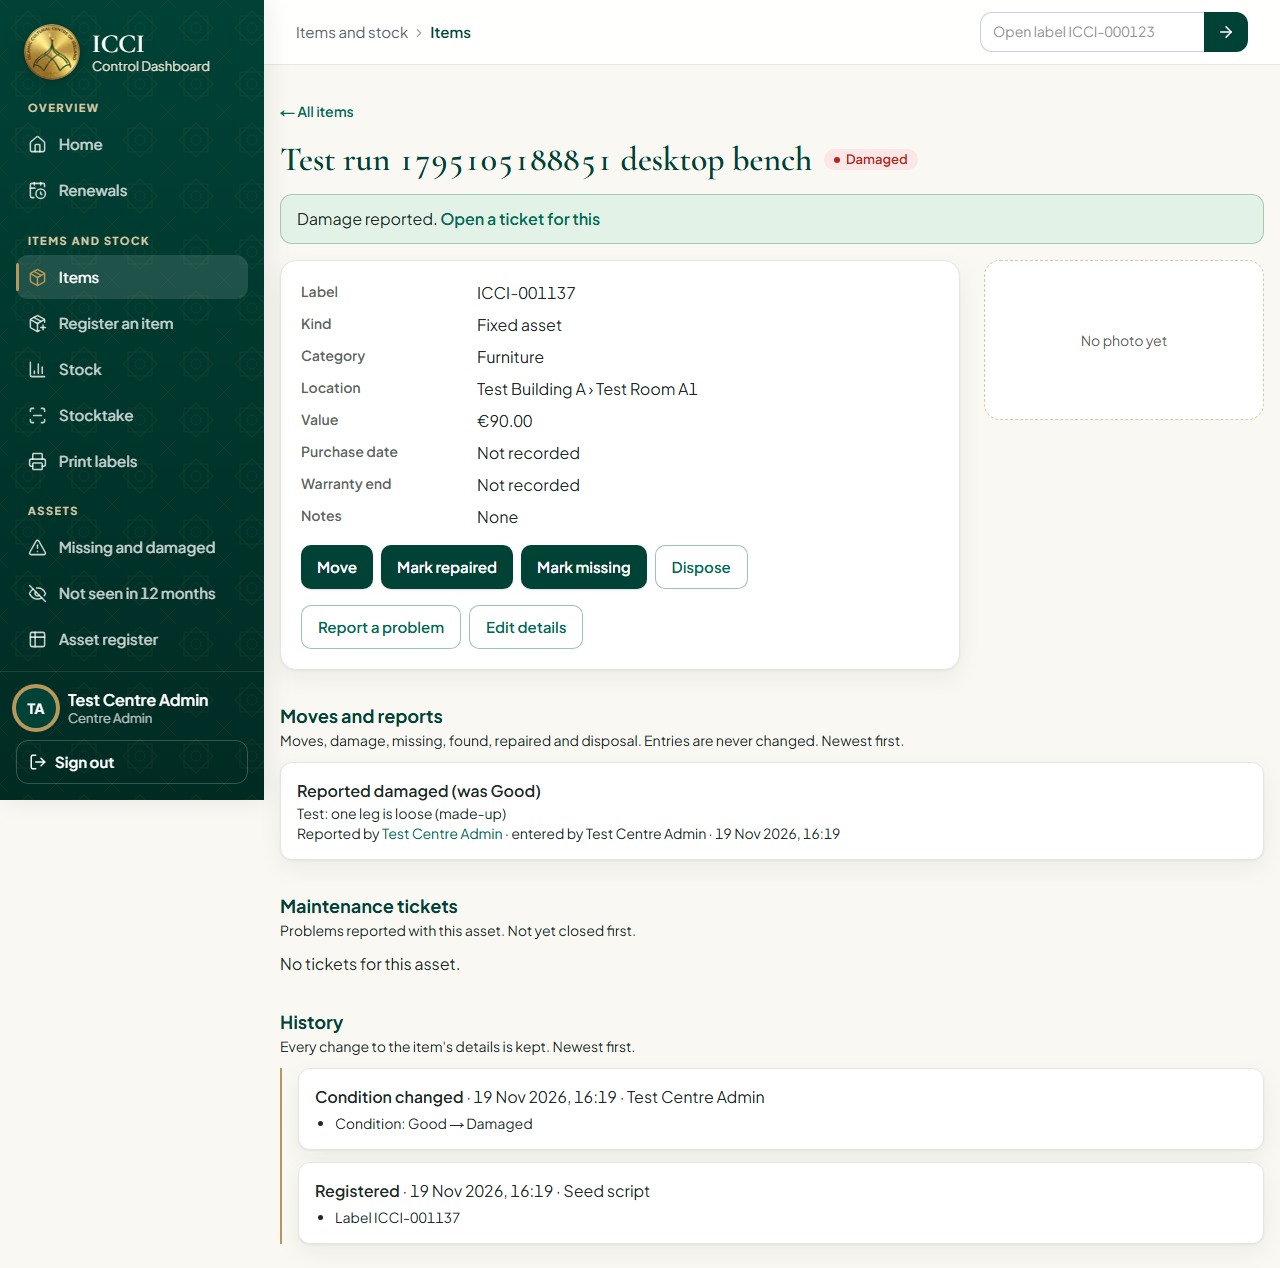 ICCI
Control Dashboard
OVERVIEW
Home
Renewals
ITEMS AND STOCK
Items
Register an item
Stock
Stocktake
Print labels
ASSETS
Missing and damaged
Not seen in 12 months
Asset register
TA
Test Centre Admin
Centre Admin
Sign out
Items and stock › Items
Open label ICCI-000123
← All items
Test run 1795105188851 desktop bench
Damaged
Damage reported. Open a ticket for this
Label ICCI-001137
Kind Fixed asset
Category Furniture
Location Test Building A › Test Room A1
Value €90.00
Purchase date Not recorded
Warranty end Not recorded
Notes None
Move Mark repaired Mark missing Dispose
Report a problem Edit details
No photo yet
Moves and reports
Moves, damage, missing, found, repaired and disposal. Entries are never changed. Newest first.
Reported damaged (was Good)
Test: one leg is loose (made-up)
Reported by Test Centre Admin · entered by Test Centre Admin · 19 Nov 2026, 16:19
Maintenance tickets
Problems reported with this asset. Not yet closed first.
No tickets for this asset.
History
Every change to the item's details is kept. Newest first.
Condition changed · 19 Nov 2026, 16:19 · Test Centre Admin
• Condition: Good → Damaged
Registered · 19 Nov 2026, 16:19 · Seed script
• Label ICCI-001137